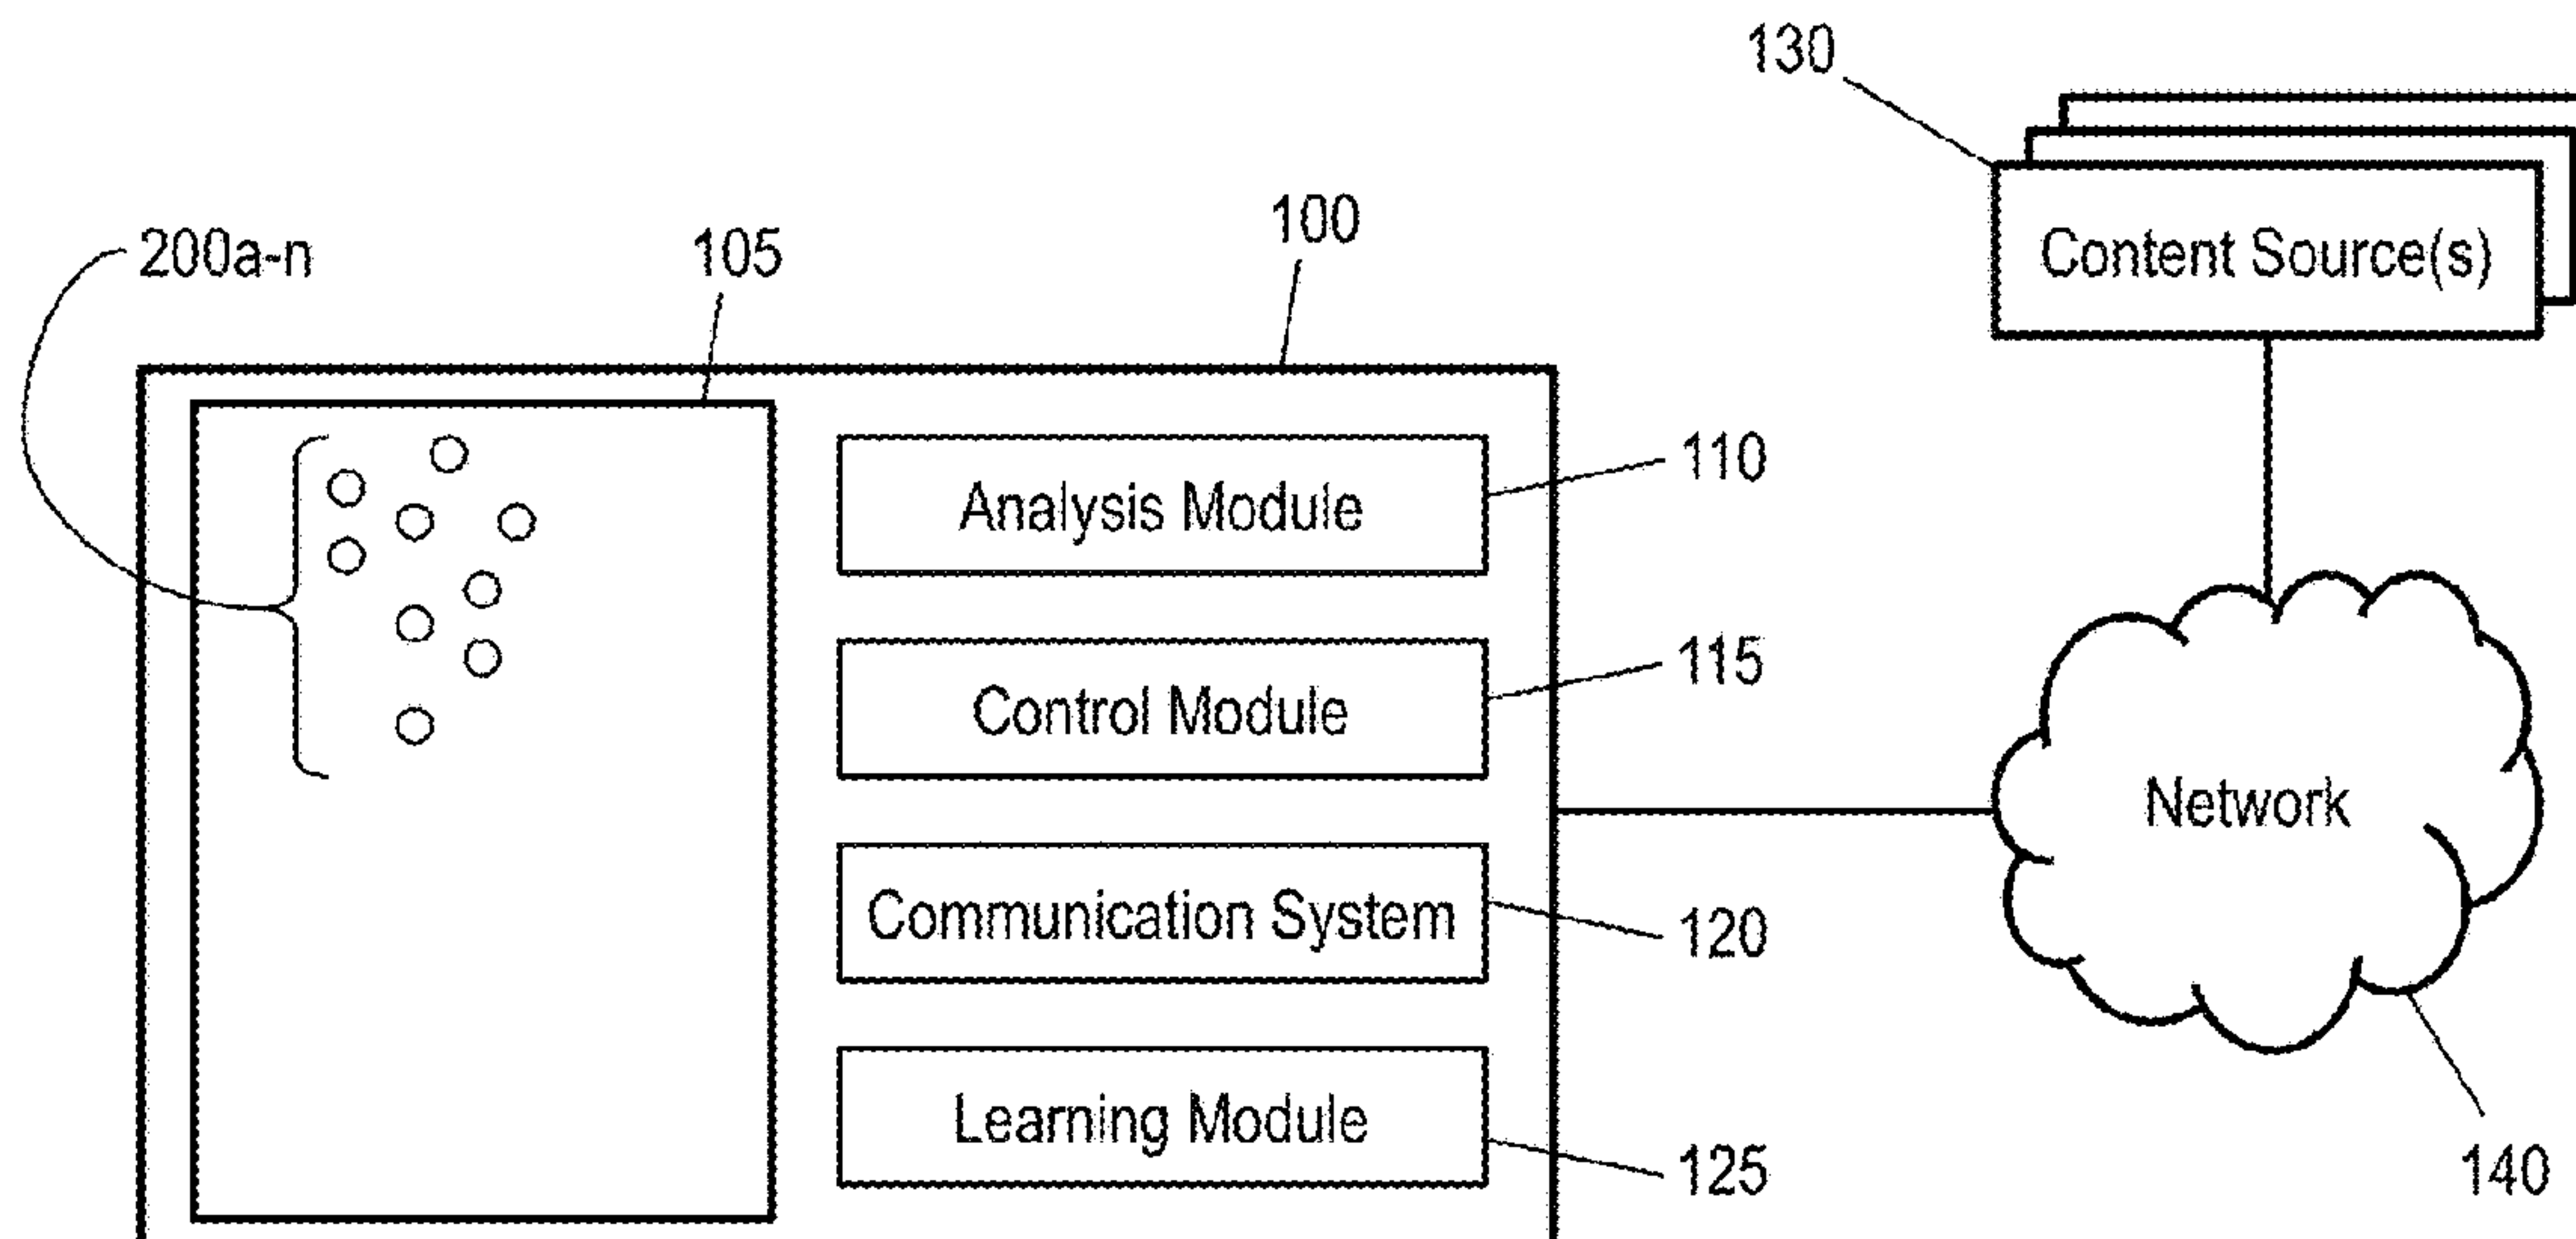 130
Content Source(s)
200a-n
105
100
Analysis Module
110
Control Module
115
Communication System
120
Learning Module
125
Network
140